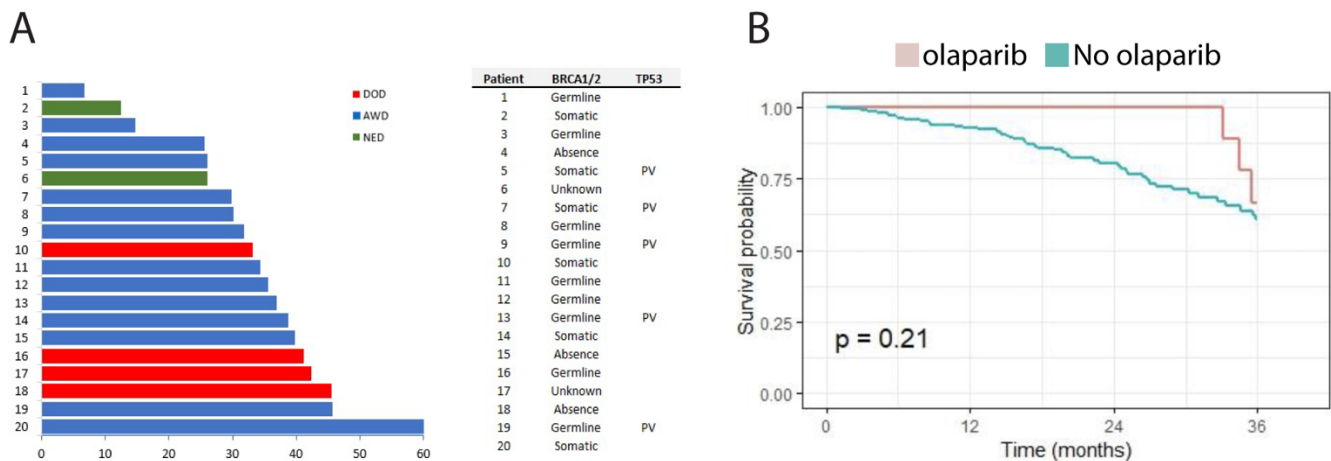 A
1
2
3
4
5
6
7
8
9
10
11
12
13
14
15
16
17
18
19
20
0 10 20 30 40 50 60
DOD
AWD
NED
Patient BRCA1/2 TP53
1 Germline
2 Somatic
3 Germline
4 Absence
5 Somatic PV
6 Unknown
7 Somatic PV
8 Germline
9 Germline PV
10 Somatic
11 Germline
12 Germline
13 Germline PV
14 Somatic
15 Absence
16 Germline
17 Unknown
18 Absence
19 Germline PV
20 Somatic
B
olaparib No olaparib
Survival probability
1.00
0.75
0.50
0.25
0.00
p = 0.21
0 12 24 36
Time (months)